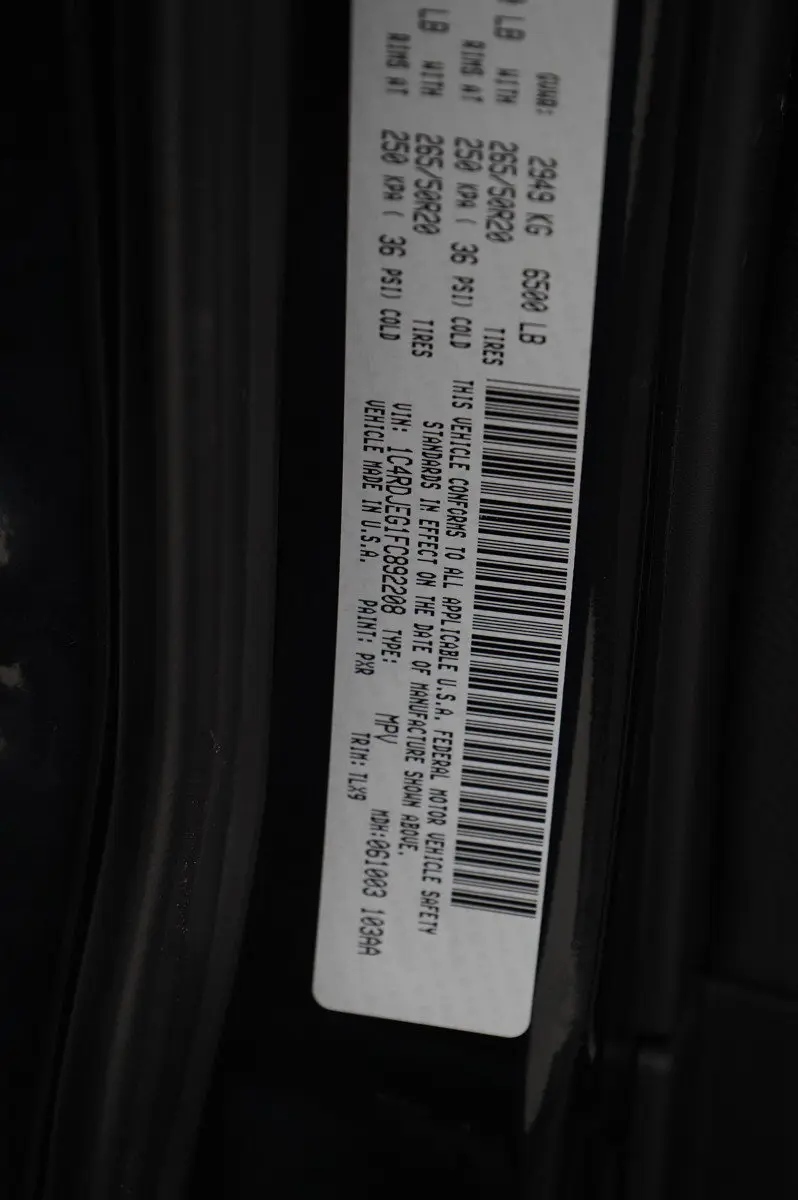 GVWR: 2949 KG 6500 LB
LB WITH 265/50R20 TIRES
RIMS AT 250 KPA ( 36 PSI) COLD
LB WITH 265/50R20 TIRES
RIMS AT 250 KPA ( 36 PSI) COLD
THIS VEHICLE CONFORMS TO ALL APPLICABLE U.S.A. FEDERAL MOTOR VEHICLE SAFETY
STANDARDS IN EFFECT ON THE DATE OF MANUFACTURE SHOWN ABOVE.
VIN: 1C4RDJEG1FC892208 TYPE: MPV MDH:061003 103AA
VEHICLE MADE IN U.S.A. PAINT: PXR TRIM: TLX9